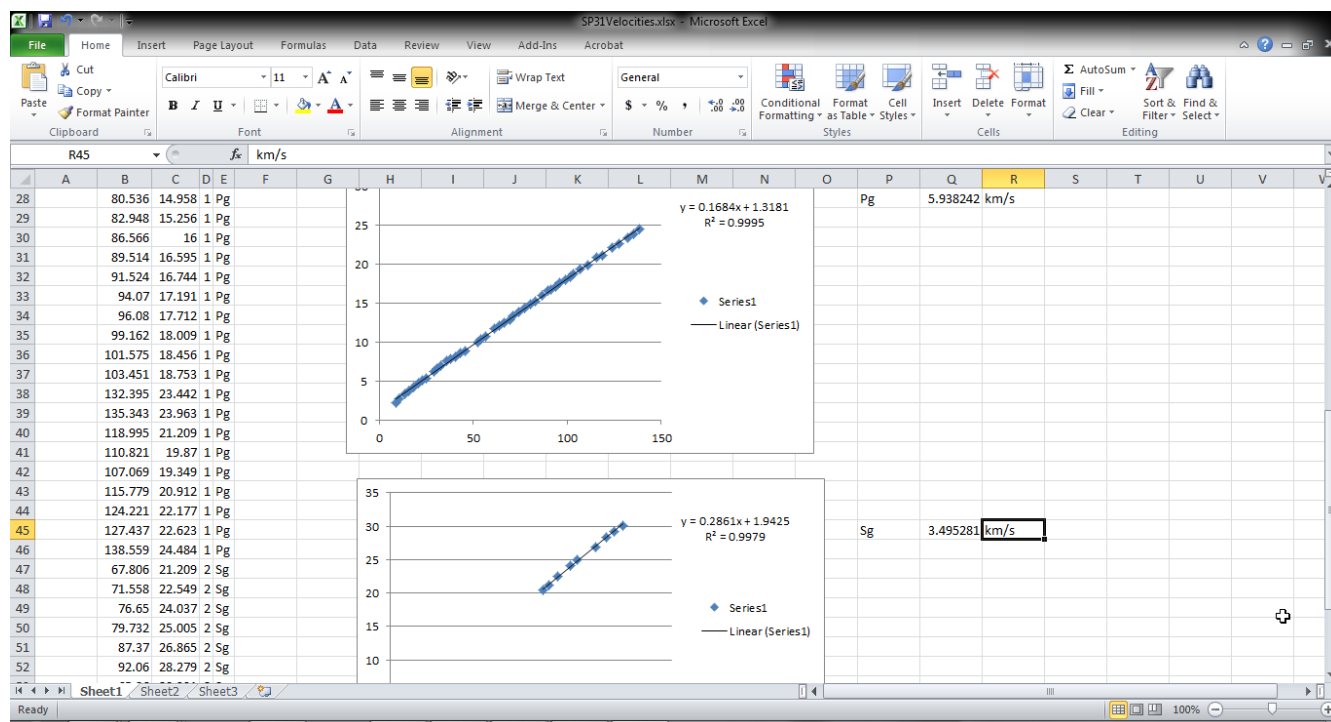 SP31Velocities.xlsx - Microsoft Excel
File Home Insert Page Layout Formulas Data Review View Add-Ins Acrobat
Paste Cut Copy Format Painter Clipboard
Calibri 11 A A B I U A Font
Wrap Text Merge & Center Alignment
General $ % , .0 .00 .00 .0 Number
Conditional Formatting Format as Table Cell Styles Styles
Insert Delete Format Cells
Σ AutoSum Fill Clear Sort & Filter Find & Select Editing
R45 fx km/s
A B C D E F G H I J K L M N O P Q R S T U V
28 80.536 14.958 1 Pg Pg 5.938242 km/s
29 82.948 15.256 1 Pg
30 86.566 16 1 Pg
31 89.514 16.595 1 Pg
32 91.524 16.744 1 Pg
33 94.07 17.191 1 Pg
34 96.08 17.712 1 Pg
35 99.162 18.009 1 Pg
36 101.575 18.456 1 Pg
37 103.451 18.753 1 Pg
38 132.395 23.442 1 Pg
39 135.343 23.963 1 Pg
40 118.995 21.209 1 Pg
41 110.821 19.87 1 Pg
42 107.069 19.349 1 Pg
43 115.779 20.912 1 Pg
44 124.221 22.177 1 Pg
45 127.437 22.623 1 Pg Sg 3.495281 km/s
46 138.559 24.484 1 Pg
47 67.806 21.209 2 Sg
48 71.558 22.549 2 Sg
49 76.65 24.037 2 Sg
50 79.732 25.005 2 Sg
51 87.37 26.865 2 Sg
52 92.06 28.279 2 Sg
y = 0.1684x + 1.3181
R² = 0.9995
25
20
15
10
5
0
0 50 100 150
Series1
Linear (Series1)
35
30
25
20
15
10
y = 0.2861x + 1.9425
R² = 0.9979
Series1
Linear (Series1)
Sheet1 Sheet2 Sheet3
Ready 100%